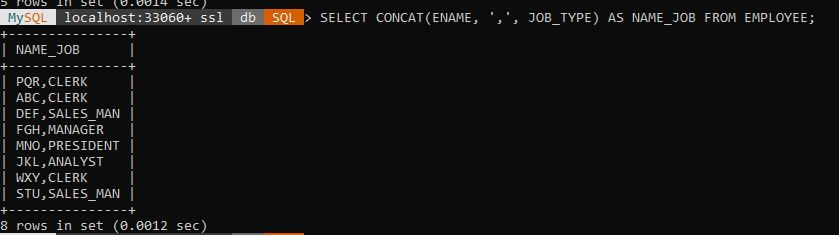 5 rows in set (0.0014 sec)
MySQL localhost:33060+ ssl db SQL > SELECT CONCAT(ENAME, ',', JOB_TYPE) AS NAME_JOB FROM EMPLOYEE;
+---------------+
| NAME_JOB      |
+---------------+
| PQR,CLERK     |
| ABC,CLERK     |
| DEF,SALES_MAN |
| FGH,MANAGER   |
| MNO,PRESIDENT |
| JKL,ANALYST   |
| WXY,CLERK     |
| STU,SALES_MAN |
+---------------+
8 rows in set (0.0012 sec)